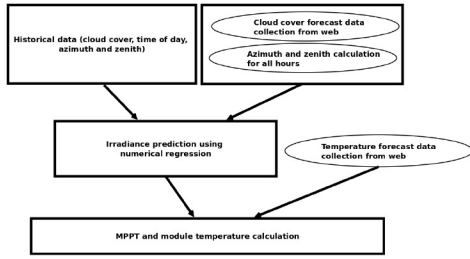 Historical data (cloud cover, time of day,
azimuth and zenith)
Cloud cover forecast data
collection from web
Azimuth and zenith calculation
for all hours
Irradiance prediction using
numerical regression
Temperature forecast data
collection from web
MPPT and module temperature calculation